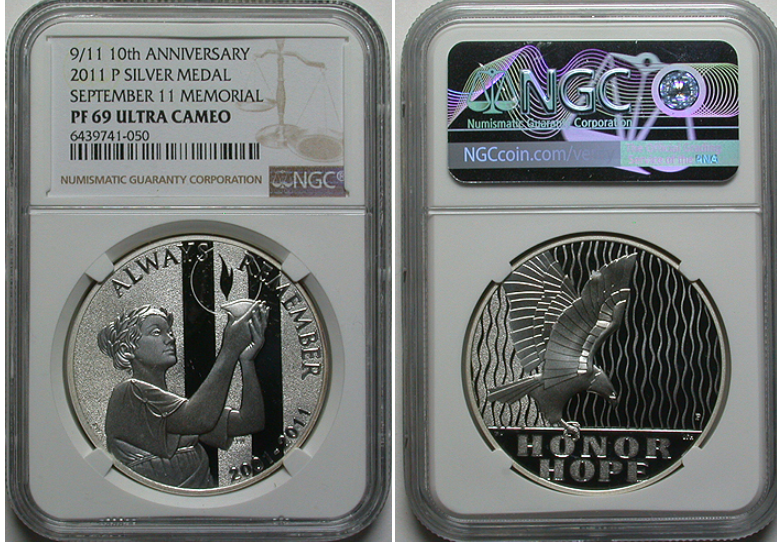 9/11 10th ANNIVERSARY
2011 P SILVER MEDAL
SEPTEMBER 11 MEMORIAL
PF 69 ULTRA CAMEO
6439741-050
NUMISMATIC GUARANTY CORPORATION NGC®
ALWAYS REMEMBER
2001-2011
NGC
Numismatic Guaranty Corporation
NGCcoin.com/ve
P
HONOR
HOPE